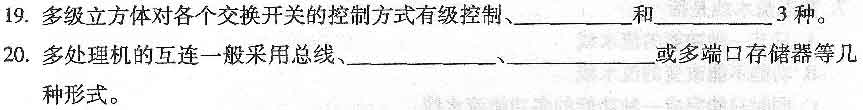 19. 多级立方体对各个交换开关的控制方式有级控制、__________和__________3 种。
20. 多处理机的互连一般采用总线、____________、____________或多端口存储器等几
种形式。